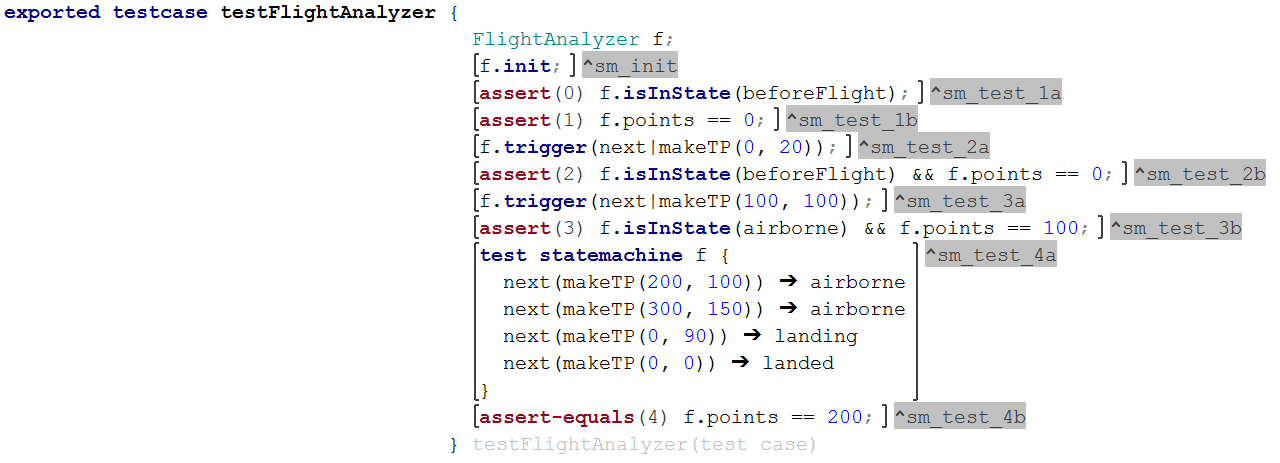 exported testcase testFlightAnalyzer {
FlightAnalyzer f;
[f.init; ] ^sm_init
[assert(0) f.isInState(beforeFlight); ] ^sm_test_1a
[assert(1) f.points == 0; ] ^sm_test_1b
[f.trigger(next|makeTP(0, 20)); ] ^sm_test_2a
[assert(2) f.isInState(beforeFlight) && f.points == 0; ] ^sm_test_2b
[f.trigger(next|makeTP(100, 100)); ] ^sm_test_3a
[assert(3) f.isInState(airborne) && f.points == 100; ] ^sm_test_3b
[test statemachine f { ] ^sm_test_4a
next(makeTP(200, 100)) ➔ airborne
next(makeTP(300, 150)) ➔ airborne
next(makeTP(0, 90)) ➔ landing
next(makeTP(0, 0)) ➔ landed
}
[assert-equals(4) f.points == 200; ] ^sm_test_4b
} testFlightAnalyzer(test case)